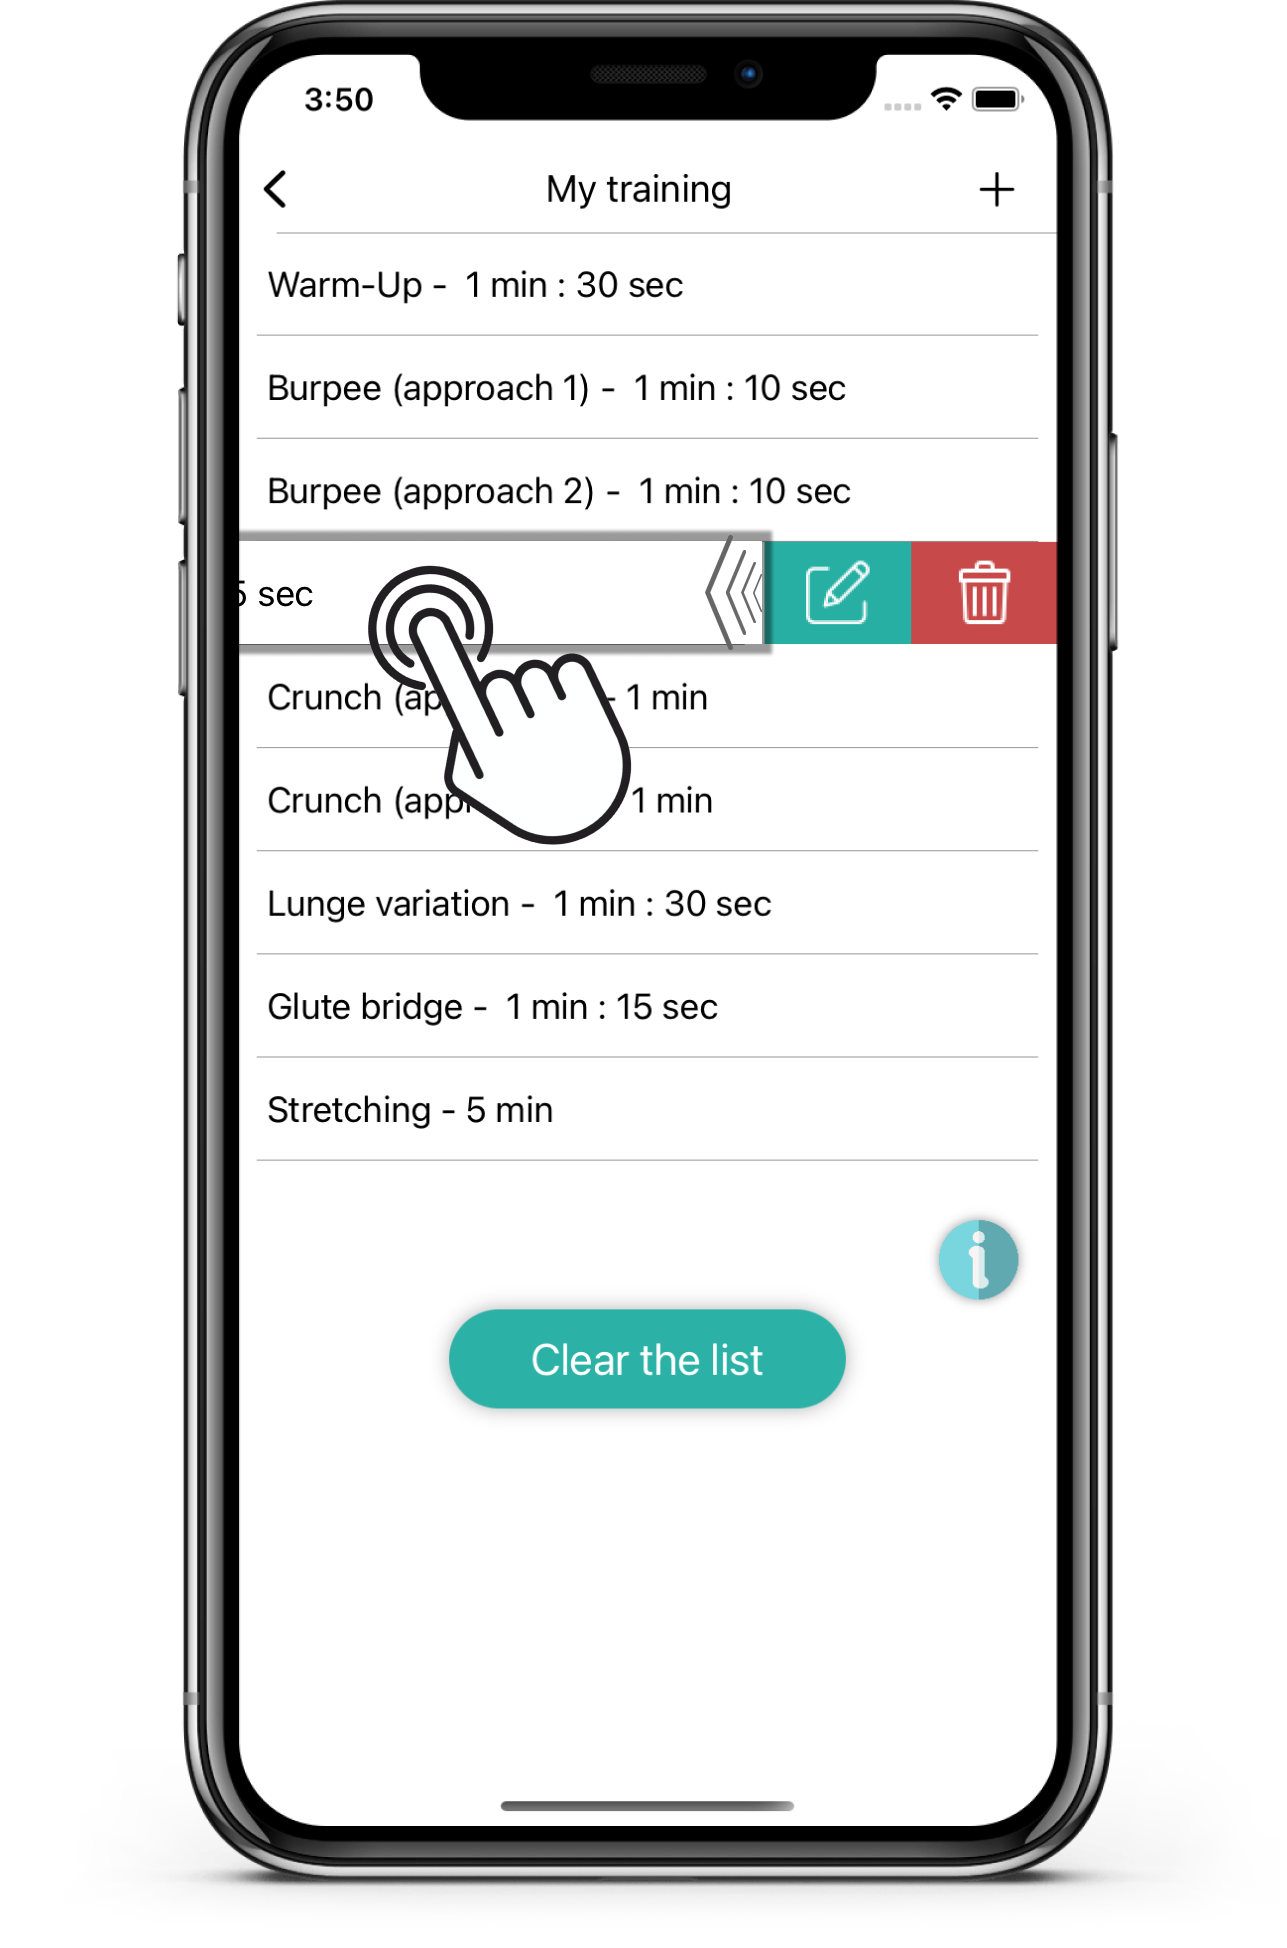 3:50
My training
Warm-Up - 1 min : 30 sec
Burpee (approach 1) - 1 min : 10 sec
Burpee (approach 2) - 1 min : 10 sec
5 sec
Crunch (ap - 1 min
Crunch (app 1 min
Lunge variation - 1 min : 30 sec
Glute bridge - 1 min : 15 sec
Stretching - 5 min
i
Clear the list